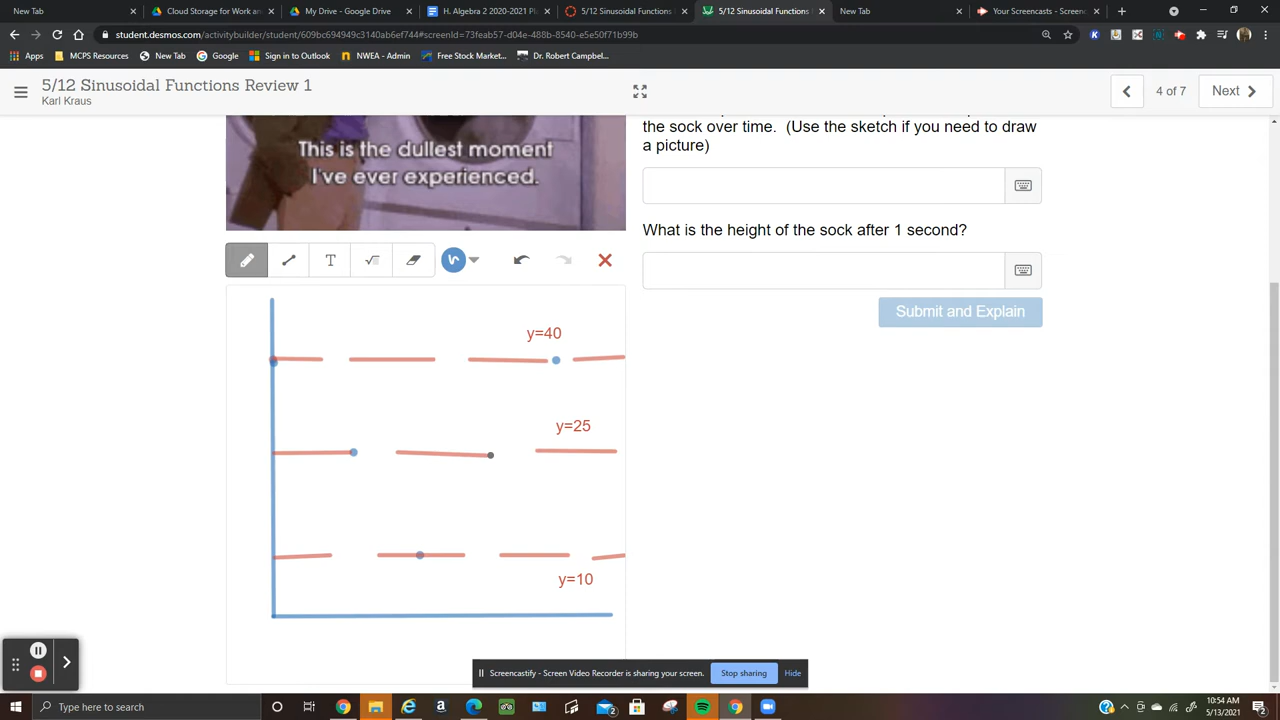 New Tab
Cloud Storage for Work an
My Drive - Google Drive
H. Algebra 2 2020-2021 Pl
5/12 Sinusoidal Functions
5/12 Sinusoidal Functions
New Tab
Your Screencasts - Screenc
student.desmos.com/activitybuilder/student/609bc694949c3140ab6ef744#screenId=73feab57-d04e-488b-8540-e5e50f71b99b
Apps
MCPS Resources
New Tab
Google
Sign in to Outlook
NWEA - Admin
Free Stock Market...
Dr. Robert Campbel...
5/12 Sinusoidal Functions Review 1
Karl Kraus
4 of 7
Next
This is the dullest moment
I've ever experienced.
the sock over time. (Use the sketch if you need to draw
a picture)
What is the height of the sock after 1 second?
Submit and Explain
T
y=40
y=25
y=10
Screencastify - Screen Video Recorder is sharing your screen.
Stop sharing
Hide
Type here to search
10:54 AM
5/13/2021